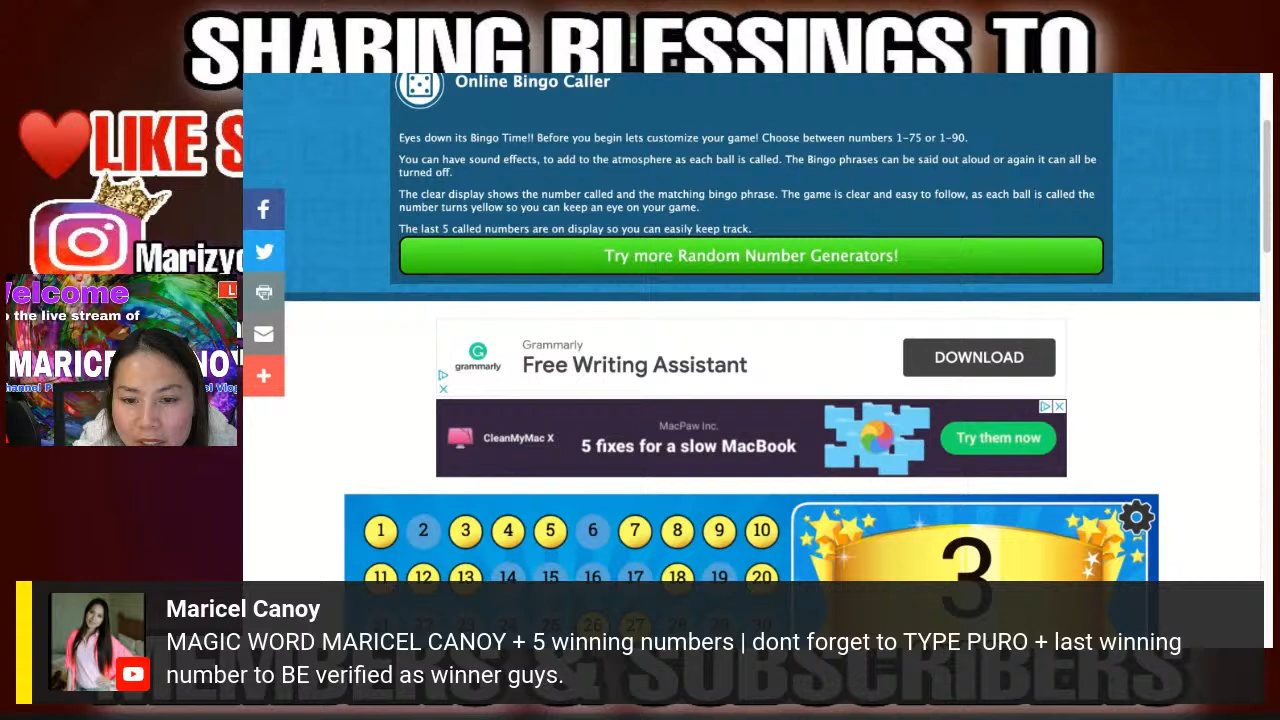 SHARING BLESSINGS TO
LIKE S
Marizyc
Welcome
o the live stream of
MARICEL CANOY
Online Bingo Caller
Eyes down its Bingo Time!! Before you begin lets customize your game! Choose between numbers 1-75 or 1-90.
You can have sound effects, to add to the atmosphere as each ball is called. The Bingo phrases can be said out aloud or again it can all be
turned off.
The clear display shows the number called and the matching bingo phrase. The game is clear and easy to follow, as each ball is called the
number turns yellow so you can keep an eye on your game.
The last 5 called numbers are on display so you can easily keep track.
Try more Random Number Generators!
Grammarly
Free Writing Assistant
grammarly
DOWNLOAD
CleanMyMac X
MacPaw Inc.
5 fixes for a slow MacBook
Try them now
1 2 3 4 5 6 7 8 9 10
11 12 13 14 15 16 17 18 19 20
26 27
3
Maricel Canoy
MAGIC WORD MARICEL CANOY + 5 winning numbers | dont forget to TYPE PURO + last winning
number to BE verified as winner guys.
MEMBERS & SUBSCRIBERS